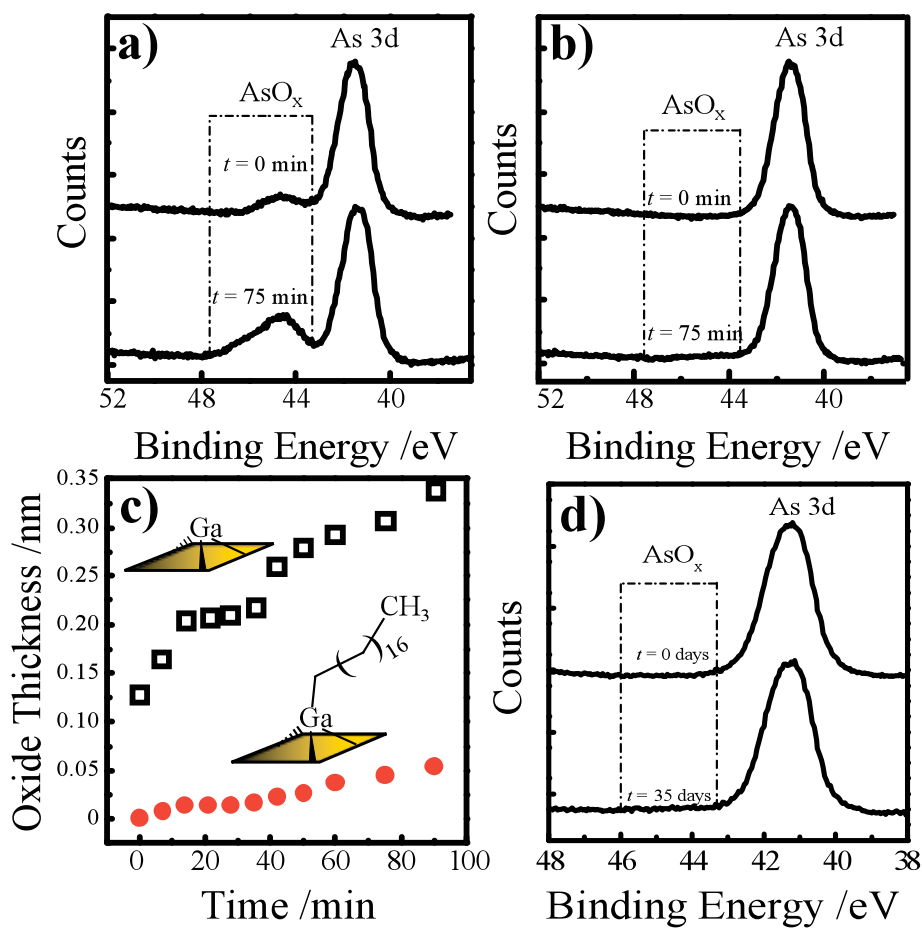 a)
As 3d
AsOx
t = 0 min
t = 75 min
Counts
52 48 44 40
Binding Energy /eV
b)
As 3d
AsOx
t = 0 min
t = 75 min
Counts
52 48 44 40
Binding Energy /eV
c)
Ga
CH3
16
Ga
0.35
0.30
0.25
0.20
0.15
0.10
0.05
0
Oxide Thickness /nm
0 20 40 60 80 100
Time /min
d)
As 3d
AsOx
t = 0 days
t = 35 days
Counts
48 46 44 42 40 38
Binding Energy /eV